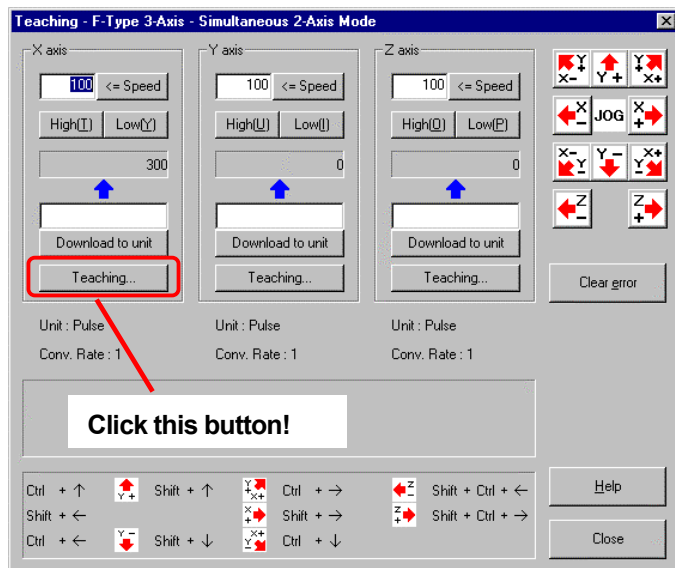 Teaching - F-Type 3-Axis - Simultaneous 2-Axis Mode
X axis
100 <= Speed
High(T) Low(Y)
300
Download to unit
Teaching...
Unit : Pulse
Conv. Rate : 1
Y axis
100 <= Speed
High(U) Low(I)
0
Download to unit
Teaching...
Unit : Pulse
Conv. Rate : 1
Z axis
100 <= Speed
High(O) Low(P)
0
Download to unit
Teaching...
Unit : Pulse
Conv. Rate : 1
X- Y+ Y+ Y+ X+
X- JOG X+
X- Y- Y- X+ Y-
Z- Z+
Clear error
Click this button!
Ctrl + ↑ Y+ Shift + ↑ Y+ X+ Ctrl + → Z- Shift + Ctrl + ←
Shift + ← X+ Shift + → Z+ Shift + Ctrl + →
Ctrl + ← Y- Shift + ↓ X+ Y- Ctrl + ↓
Help
Close